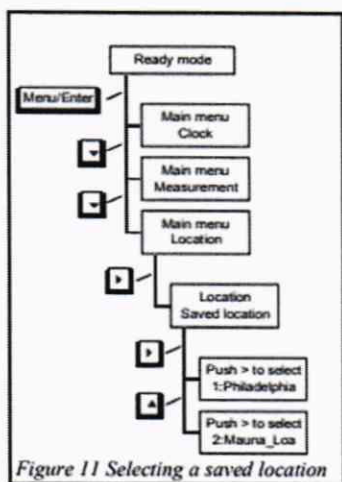 Ready mode
Menu/Enter
Main menu
Clock
Main menu
Measurement
Main menu
Location
Location
Saved location
Push > to select
1:Philadelphia
Push > to select
2:Mauna_Loa
Figure 11 Selecting a saved location